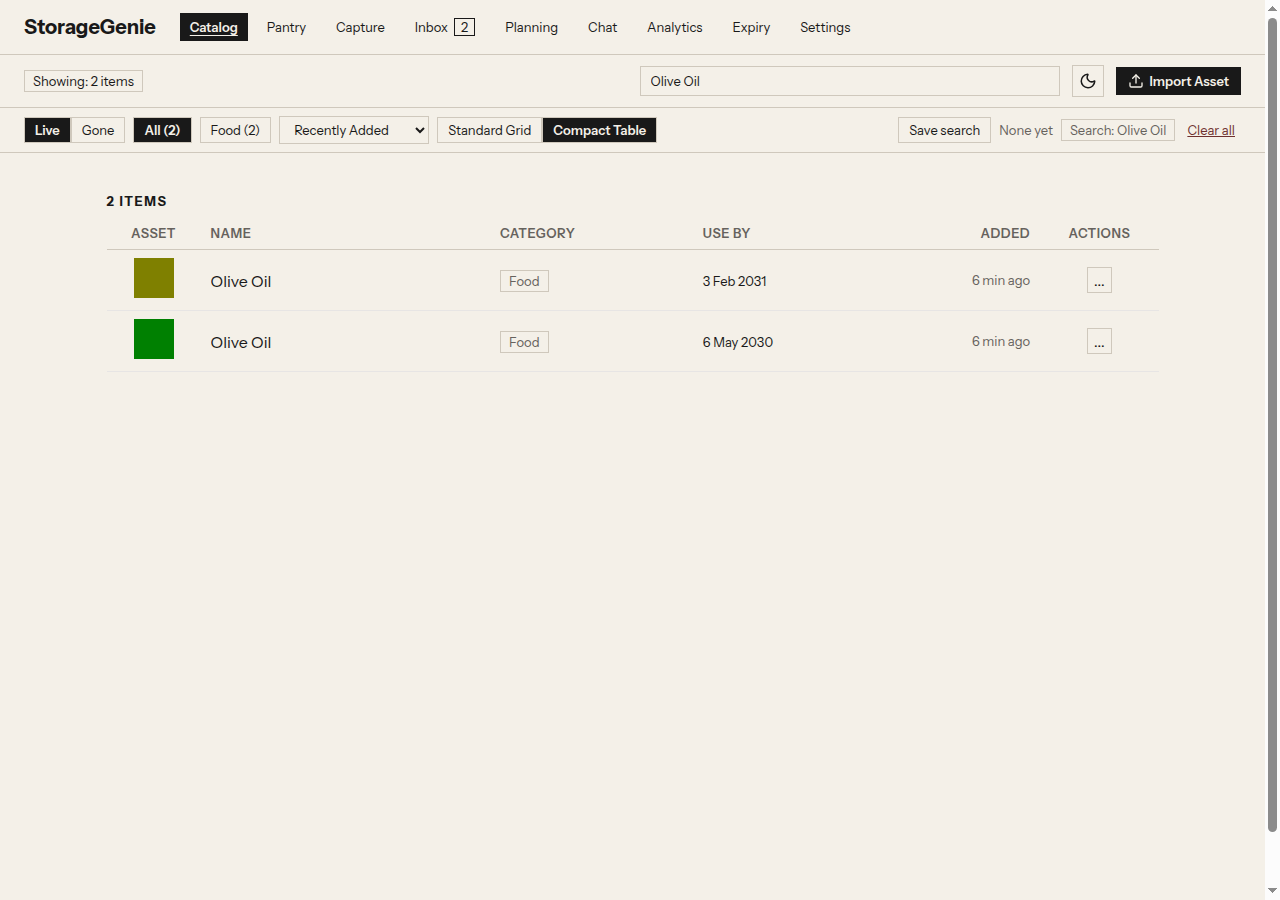 StorageGenie Catalog Pantry Capture Inbox 2 Planning Chat Analytics Expiry Settings
Showing: 2 items Olive Oil Import Asset
Live Gone All (2) Food (2) Recently Added Standard Grid Compact Table Save search None yet Search: Olive Oil Clear all
2 ITEMS
ASSET NAME CATEGORY USE BY ADDED ACTIONS
Olive Oil Food 3 Feb 2031 6 min ago ...
Olive Oil Food 6 May 2030 6 min ago ...